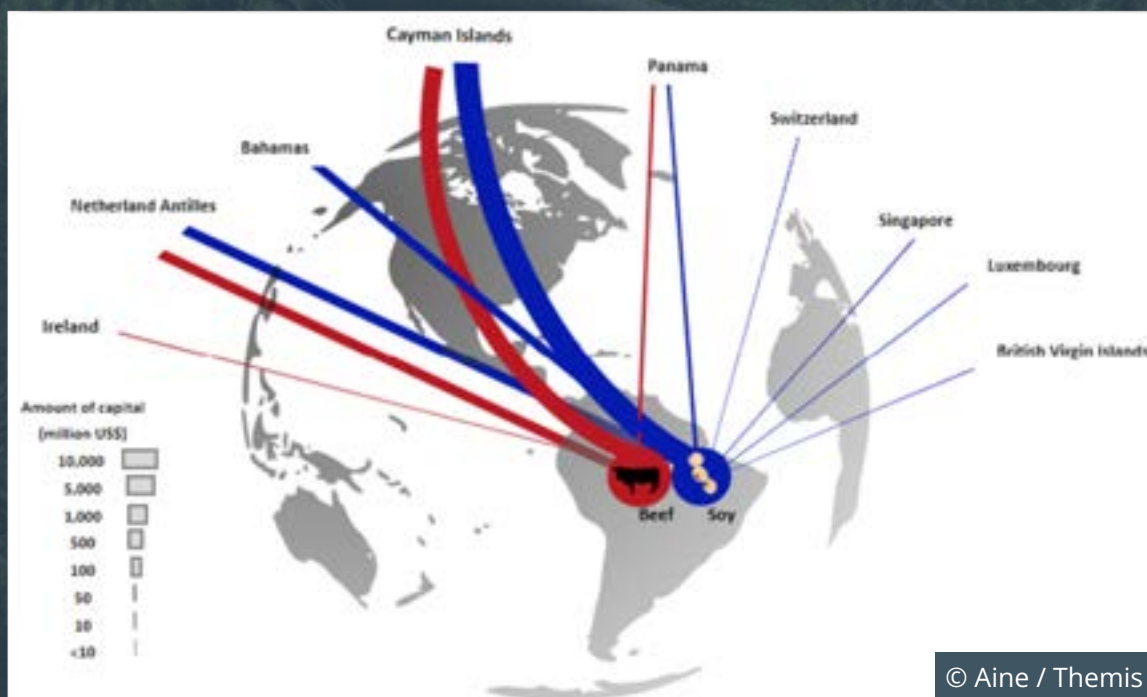 Cayman Islands
Panama
Switzerland
Bahamas
Netherland Antilles
Singapore
Luxembourg
Ireland
British Virgin Islands
Amount of capital
[million US$]
10.000
5.000
1.000
500
100
50
10
<10
Beef
Soy
© Aine / Themis